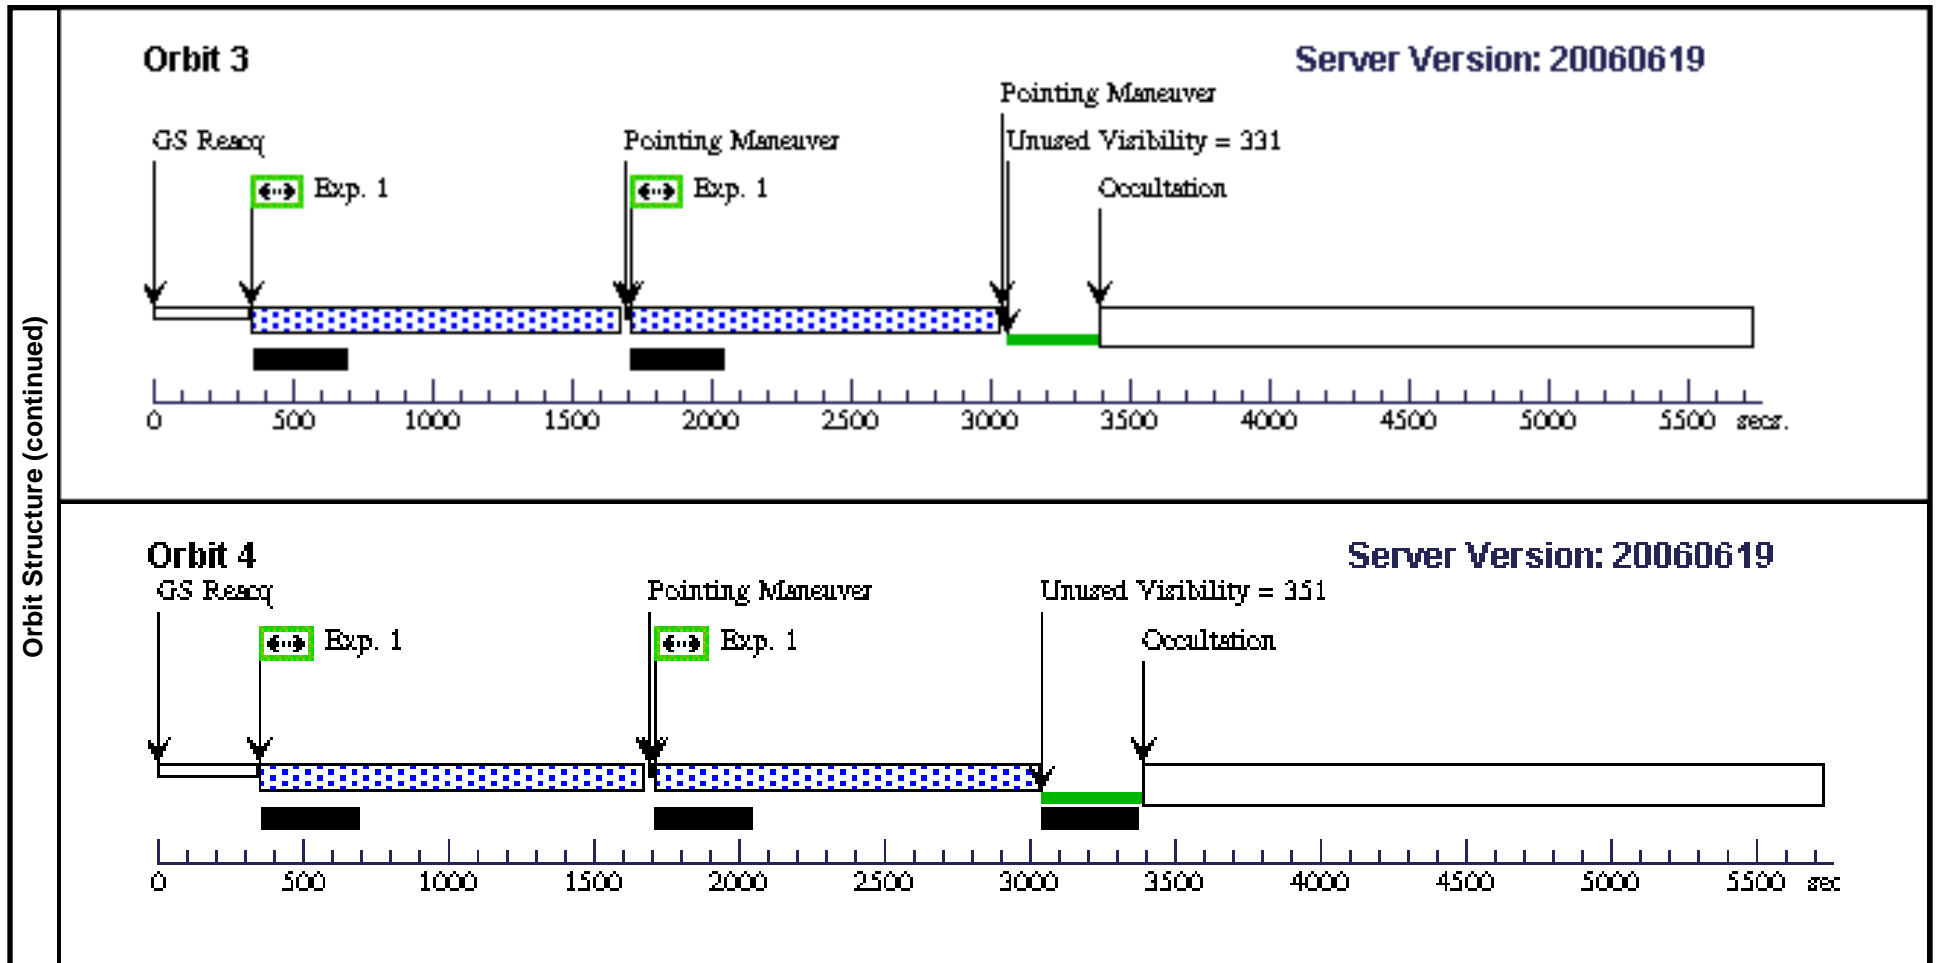 Orbit Structure (continued)
Orbit 3
Server Version: 20060619
Pointing Maneuver
GS Reacq
Pointing Maneuver
Unused Visibility = 331
Exp. 1
Exp. 1
Occultation
0 500 1000 1500 2000 2500 3000 3500 4000 4500 5000 5500 secs.
Orbit 4
Server Version: 20060619
GS Reacq
Pointing Maneuver
Unused Visibility = 351
Exp. 1
Exp. 1
Occultation
0 500 1000 1500 2000 2500 3000 3500 4000 4500 5000 5500 sec